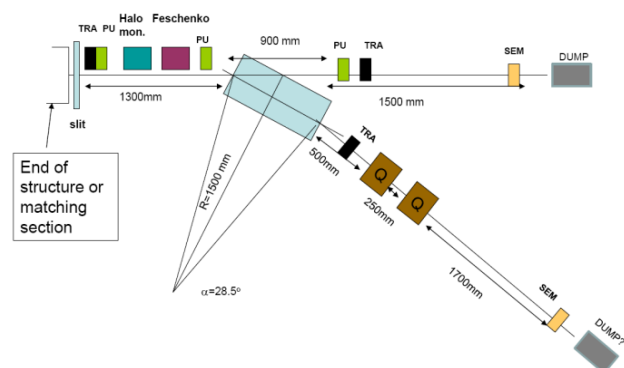 Halo
mon.
Feschenko
TRA
PU
PU
900 mm
PU
TRA
SEM
DUMP
1300mm
1500 mm
slit
End of
structure or
matching
section
R=1500 mm
α=28.5°
TRA
500mm
Q
250mm
Q
1700mm
SEM
DUMP?